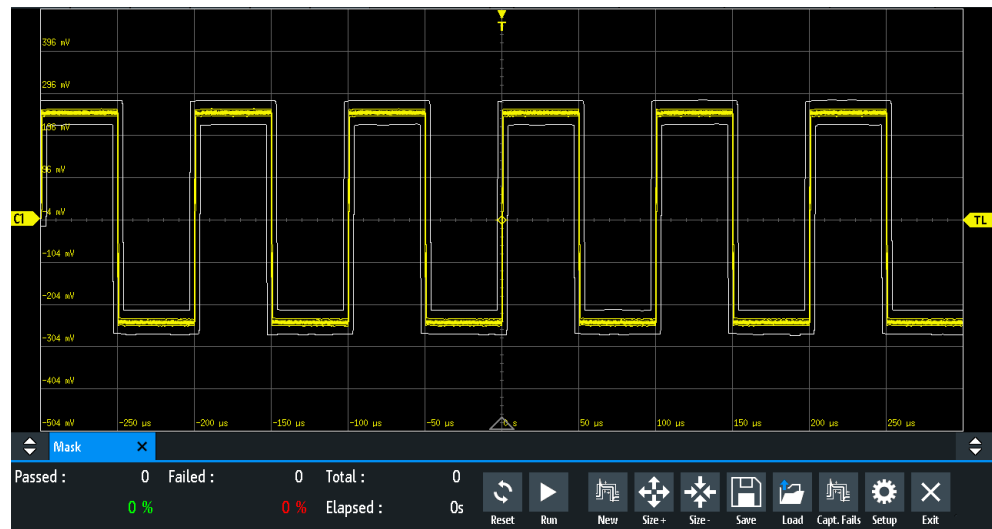 T
396 mV
296 mV
196 mV
96 mV
C1
-4 mV
TL
-104 mV
-204 mV
-304 mV
-404 mV
-504 mV -250 µs -200 µs -150 µs -100 µs -50 µs 0 s 50 µs 100 µs 150 µs 200 µs 250 µs
Mask ×
Passed : 0 Failed : 0 Total : 0
0 % 0 % Elapsed : 0s
Reset Run New Size + Size - Save Load Capt. Fails Setup Exit